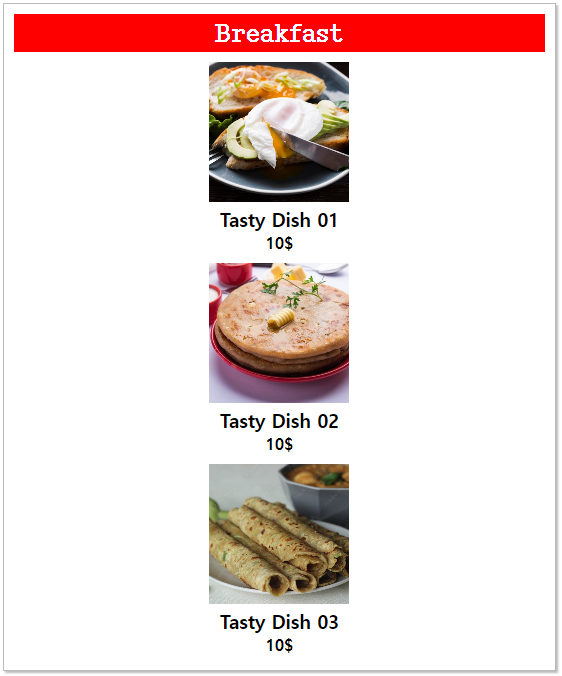 Breakfast
Tasty Dish 01
10$
Tasty Dish 02
10$
Tasty Dish 03
10$